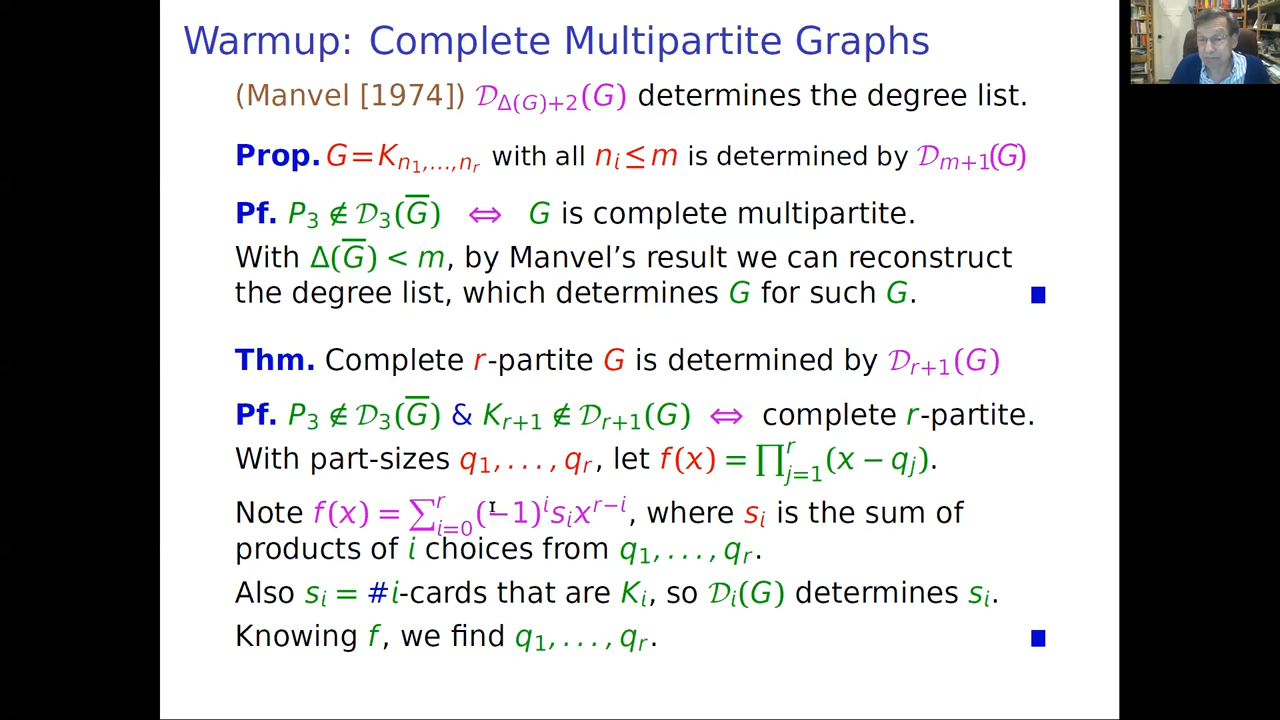 Warmup: Complete Multipartite Graphs
(Manvel [1974]) 𝒟_{Δ(G)+2}(G) determines the degree list.
Prop. G=K_{n_1,...,n_r} with all n_i≤m is determined by 𝒟_{m+1}(G)
Pf. P_3 ∉ 𝒟_3(G̅) ⇔ G is complete multipartite.
With Δ(G̅) < m, by Manvel's result we can reconstruct
the degree list, which determines G for such G. ■
Thm. Complete r-partite G is determined by 𝒟_{r+1}(G)
Pf. P_3 ∉ 𝒟_3(G̅) & K_{r+1} ∉ 𝒟_{r+1}(G) ⇔ complete r-partite.
With part-sizes q_1, . . . , q_r, let f(x) = ∏_{j=1}^r(x − q_j).
Note f(x) = ∑_{i=0}^r(−1)^i s_i x^{r−i}, where s_i is the sum of
products of i choices from q_1, . . . , q_r.
Also s_i = #i-cards that are K_i, so 𝒟_i(G) determines s_i.
Knowing f, we find q_1, . . . , q_r. ■